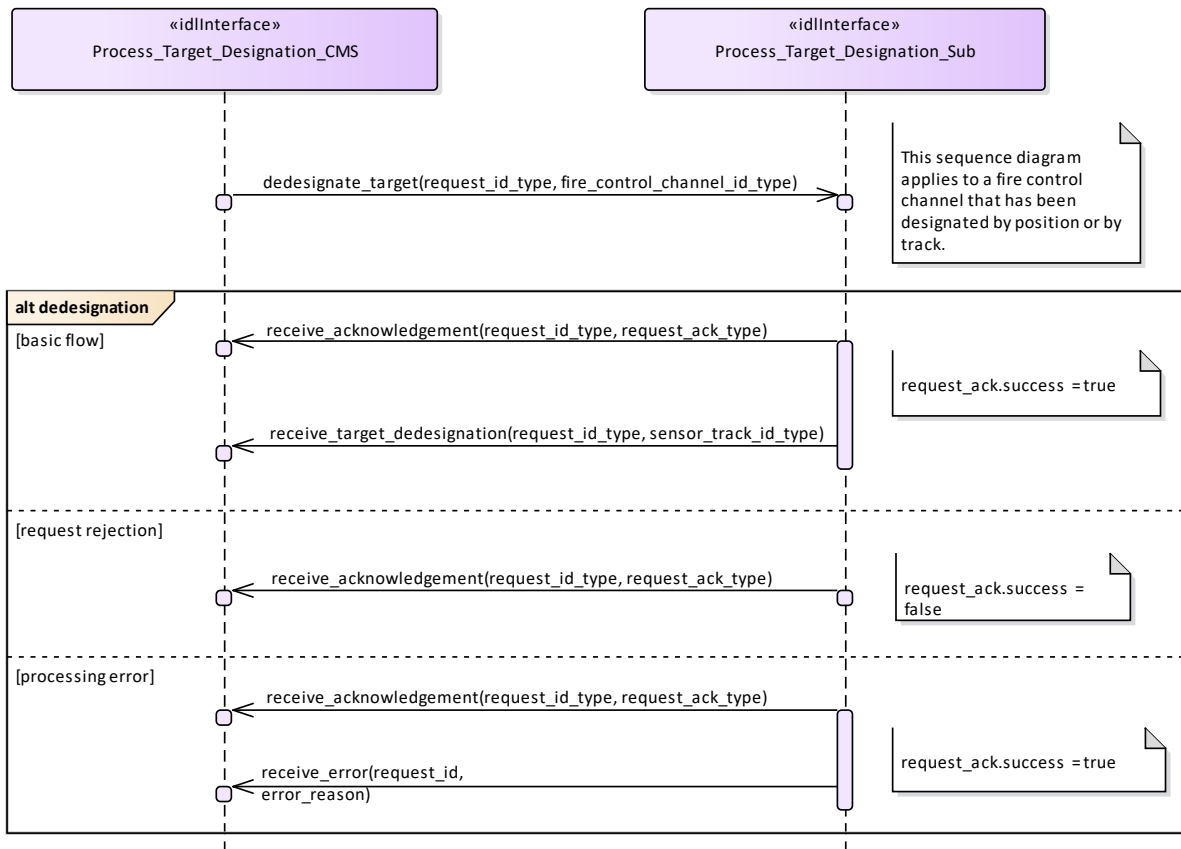 «idlInterface»
Process_Target_Designation_CMS
«idlInterface»
Process_Target_Designation_Sub
This sequence diagram
applies to a fire control
channel that has been
designated by position or by
track.
dedesignate_target(request_id_type, fire_control_channel_id_type)
alt dedesignation
[basic flow]
receive_acknowledgement(request_id_type, request_ack_type)
request_ack.success = true
receive_target_dedesignation(request_id_type, sensor_track_id_type)
[request rejection]
receive_acknowledgement(request_id_type, request_ack_type)
request_ack.success =
false
[processing error]
receive_acknowledgement(request_id_type, request_ack_type)
request_ack.success = true
receive_error(request_id,
error_reason)